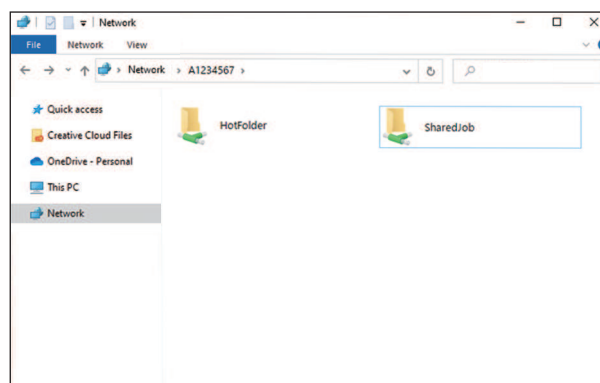 Network
File Network View
Network > A1234567 >
Quick access
Creative Cloud Files
OneDrive - Personal
This PC
Network
HotFolder SharedJob